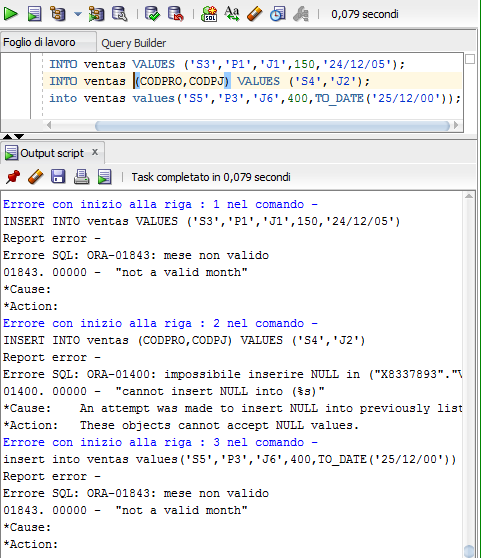 0,079 secondi
Foglio di lavoro
Query Builder
INTO ventas VALUES ('S3','P1','J1',150,'24/12/05');
INTO ventas (CODPRO,CODPJ) VALUES ('S4','J2');
into ventas values('S5','P3','J6',400,TO_DATE('25/12/00'));
Output script x
Task completato in 0,079 secondi
Errore con inizio alla riga : 1 nel comando -
INSERT INTO ventas VALUES ('S3','P1','J1',150,'24/12/05')
Report error -
Errore SQL: ORA-01843: mese non valido
01843. 00000 -  "not a valid month"
*Cause:
*Action:
Errore con inizio alla riga : 2 nel comando -
INSERT INTO ventas (CODPRO,CODPJ) VALUES ('S4','J2')
Report error -
Errore SQL: ORA-01400: impossibile inserire NULL in ("X8337893"."V
01400. 00000 -  "cannot insert NULL into (%s)"
*Cause:    An attempt was made to insert NULL into previously list
*Action:   These objects cannot accept NULL values.
Errore con inizio alla riga : 3 nel comando -
insert into ventas values('S5','P3','J6',400,TO_DATE('25/12/00'))
Report error -
Errore SQL: ORA-01843: mese non valido
01843. 00000 -  "not a valid month"
*Cause:
*Action: